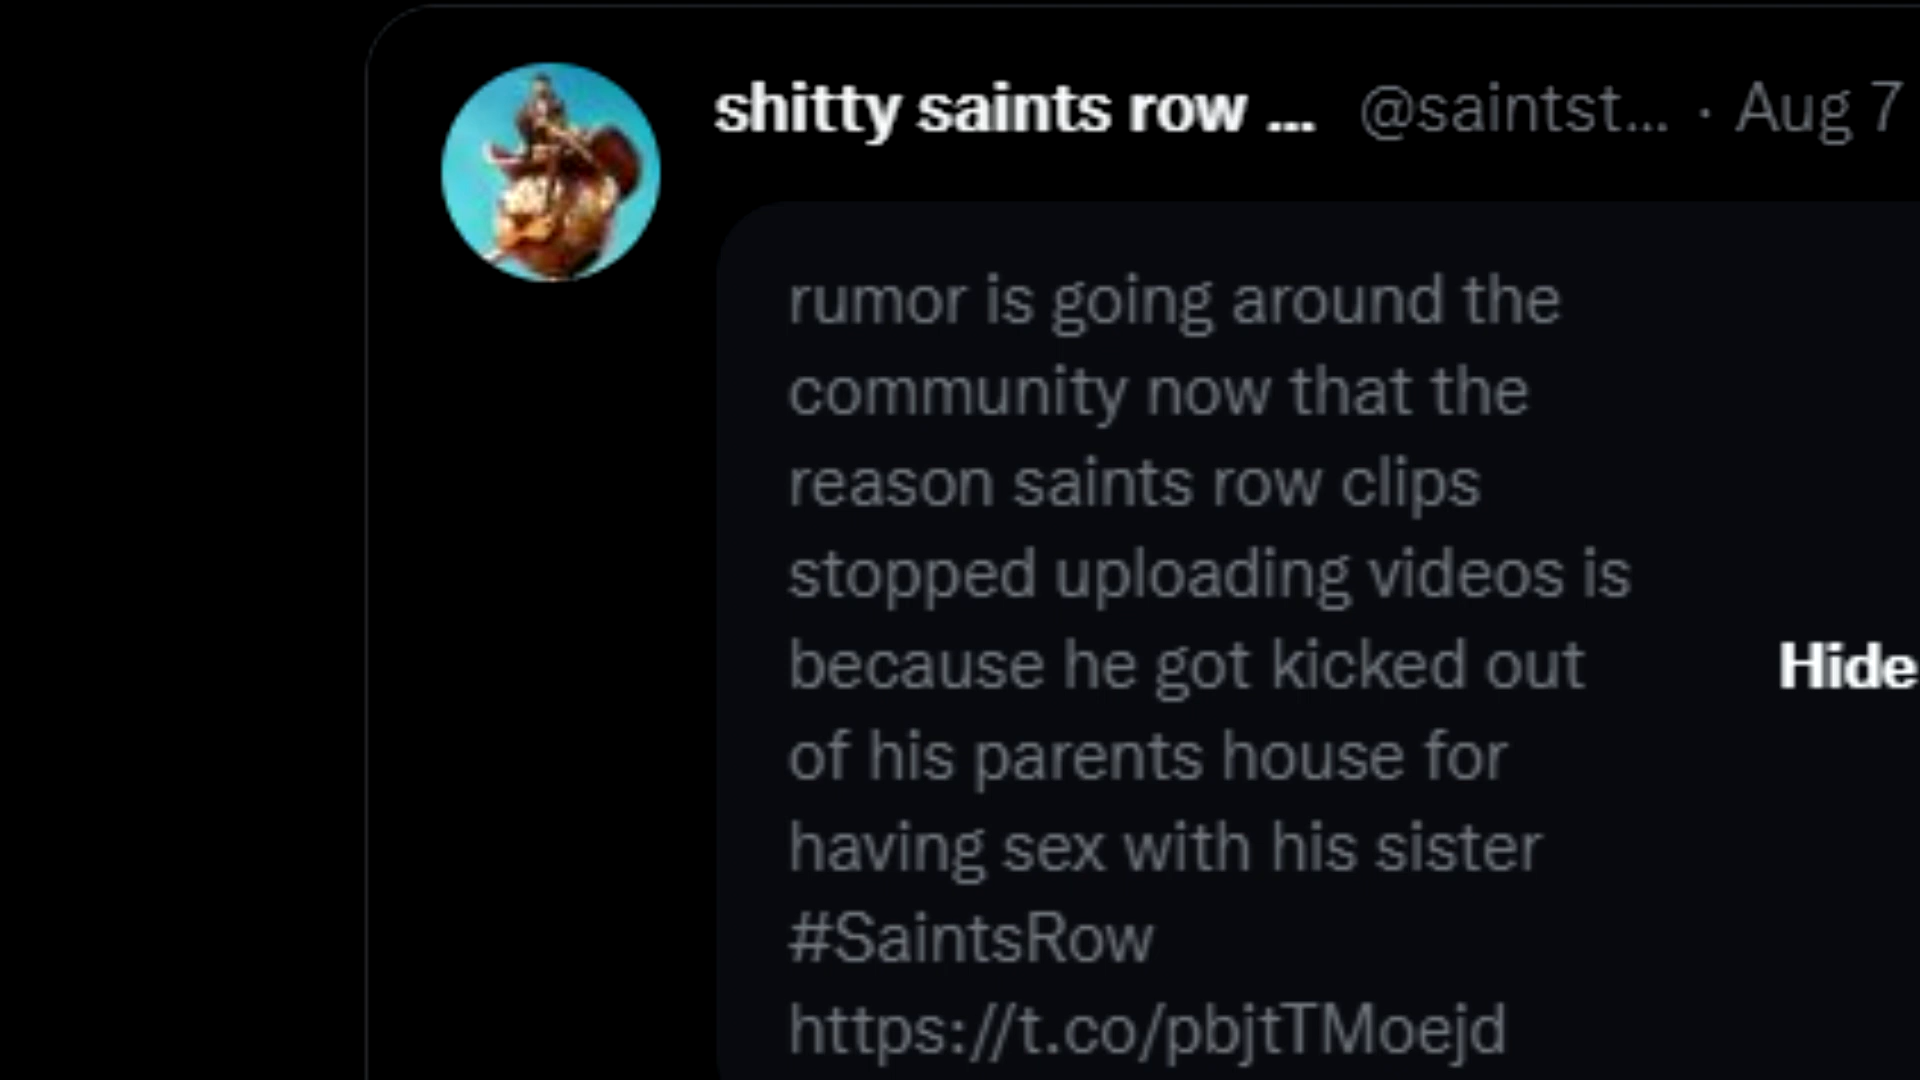 shitty saints row ... @saintst... · Aug 7
rumor is going around the
community now that the
reason saints row clips
stopped uploading videos is
because he got kicked out
Hide
of his parents house for
having sex with his sister
#SaintsRow
https://t.co/pbjtTMoejd